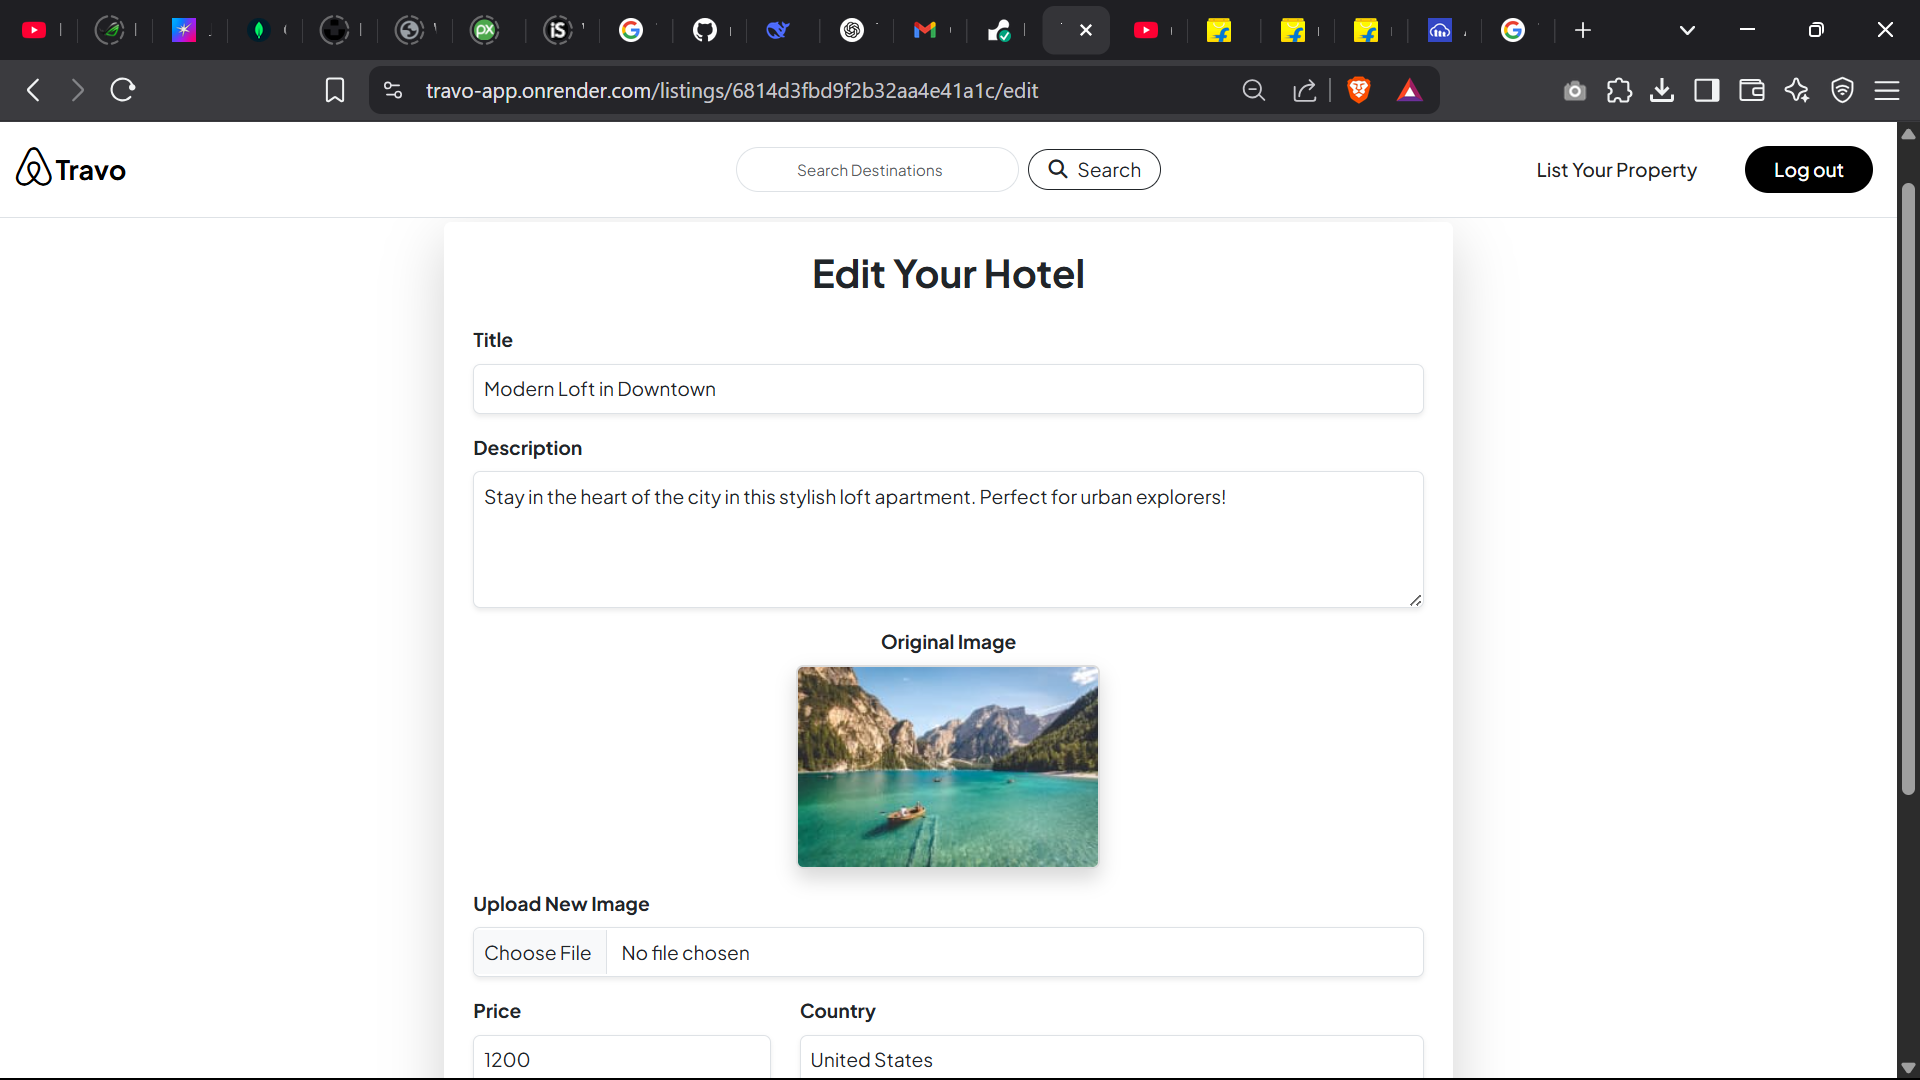 travo-app.onrender.com/listings/6814d3fbd9f2b32aa4e41a1c/edit
Travo
Search Destinations
Search
List Your Property
Log out
Edit Your Hotel
Title
Modern Loft in Downtown
Description
Stay in the heart of the city in this stylish loft apartment. Perfect for urban explorers!
Original Image
Upload New Image
Choose File
No file chosen
Price
Country
1200
United States